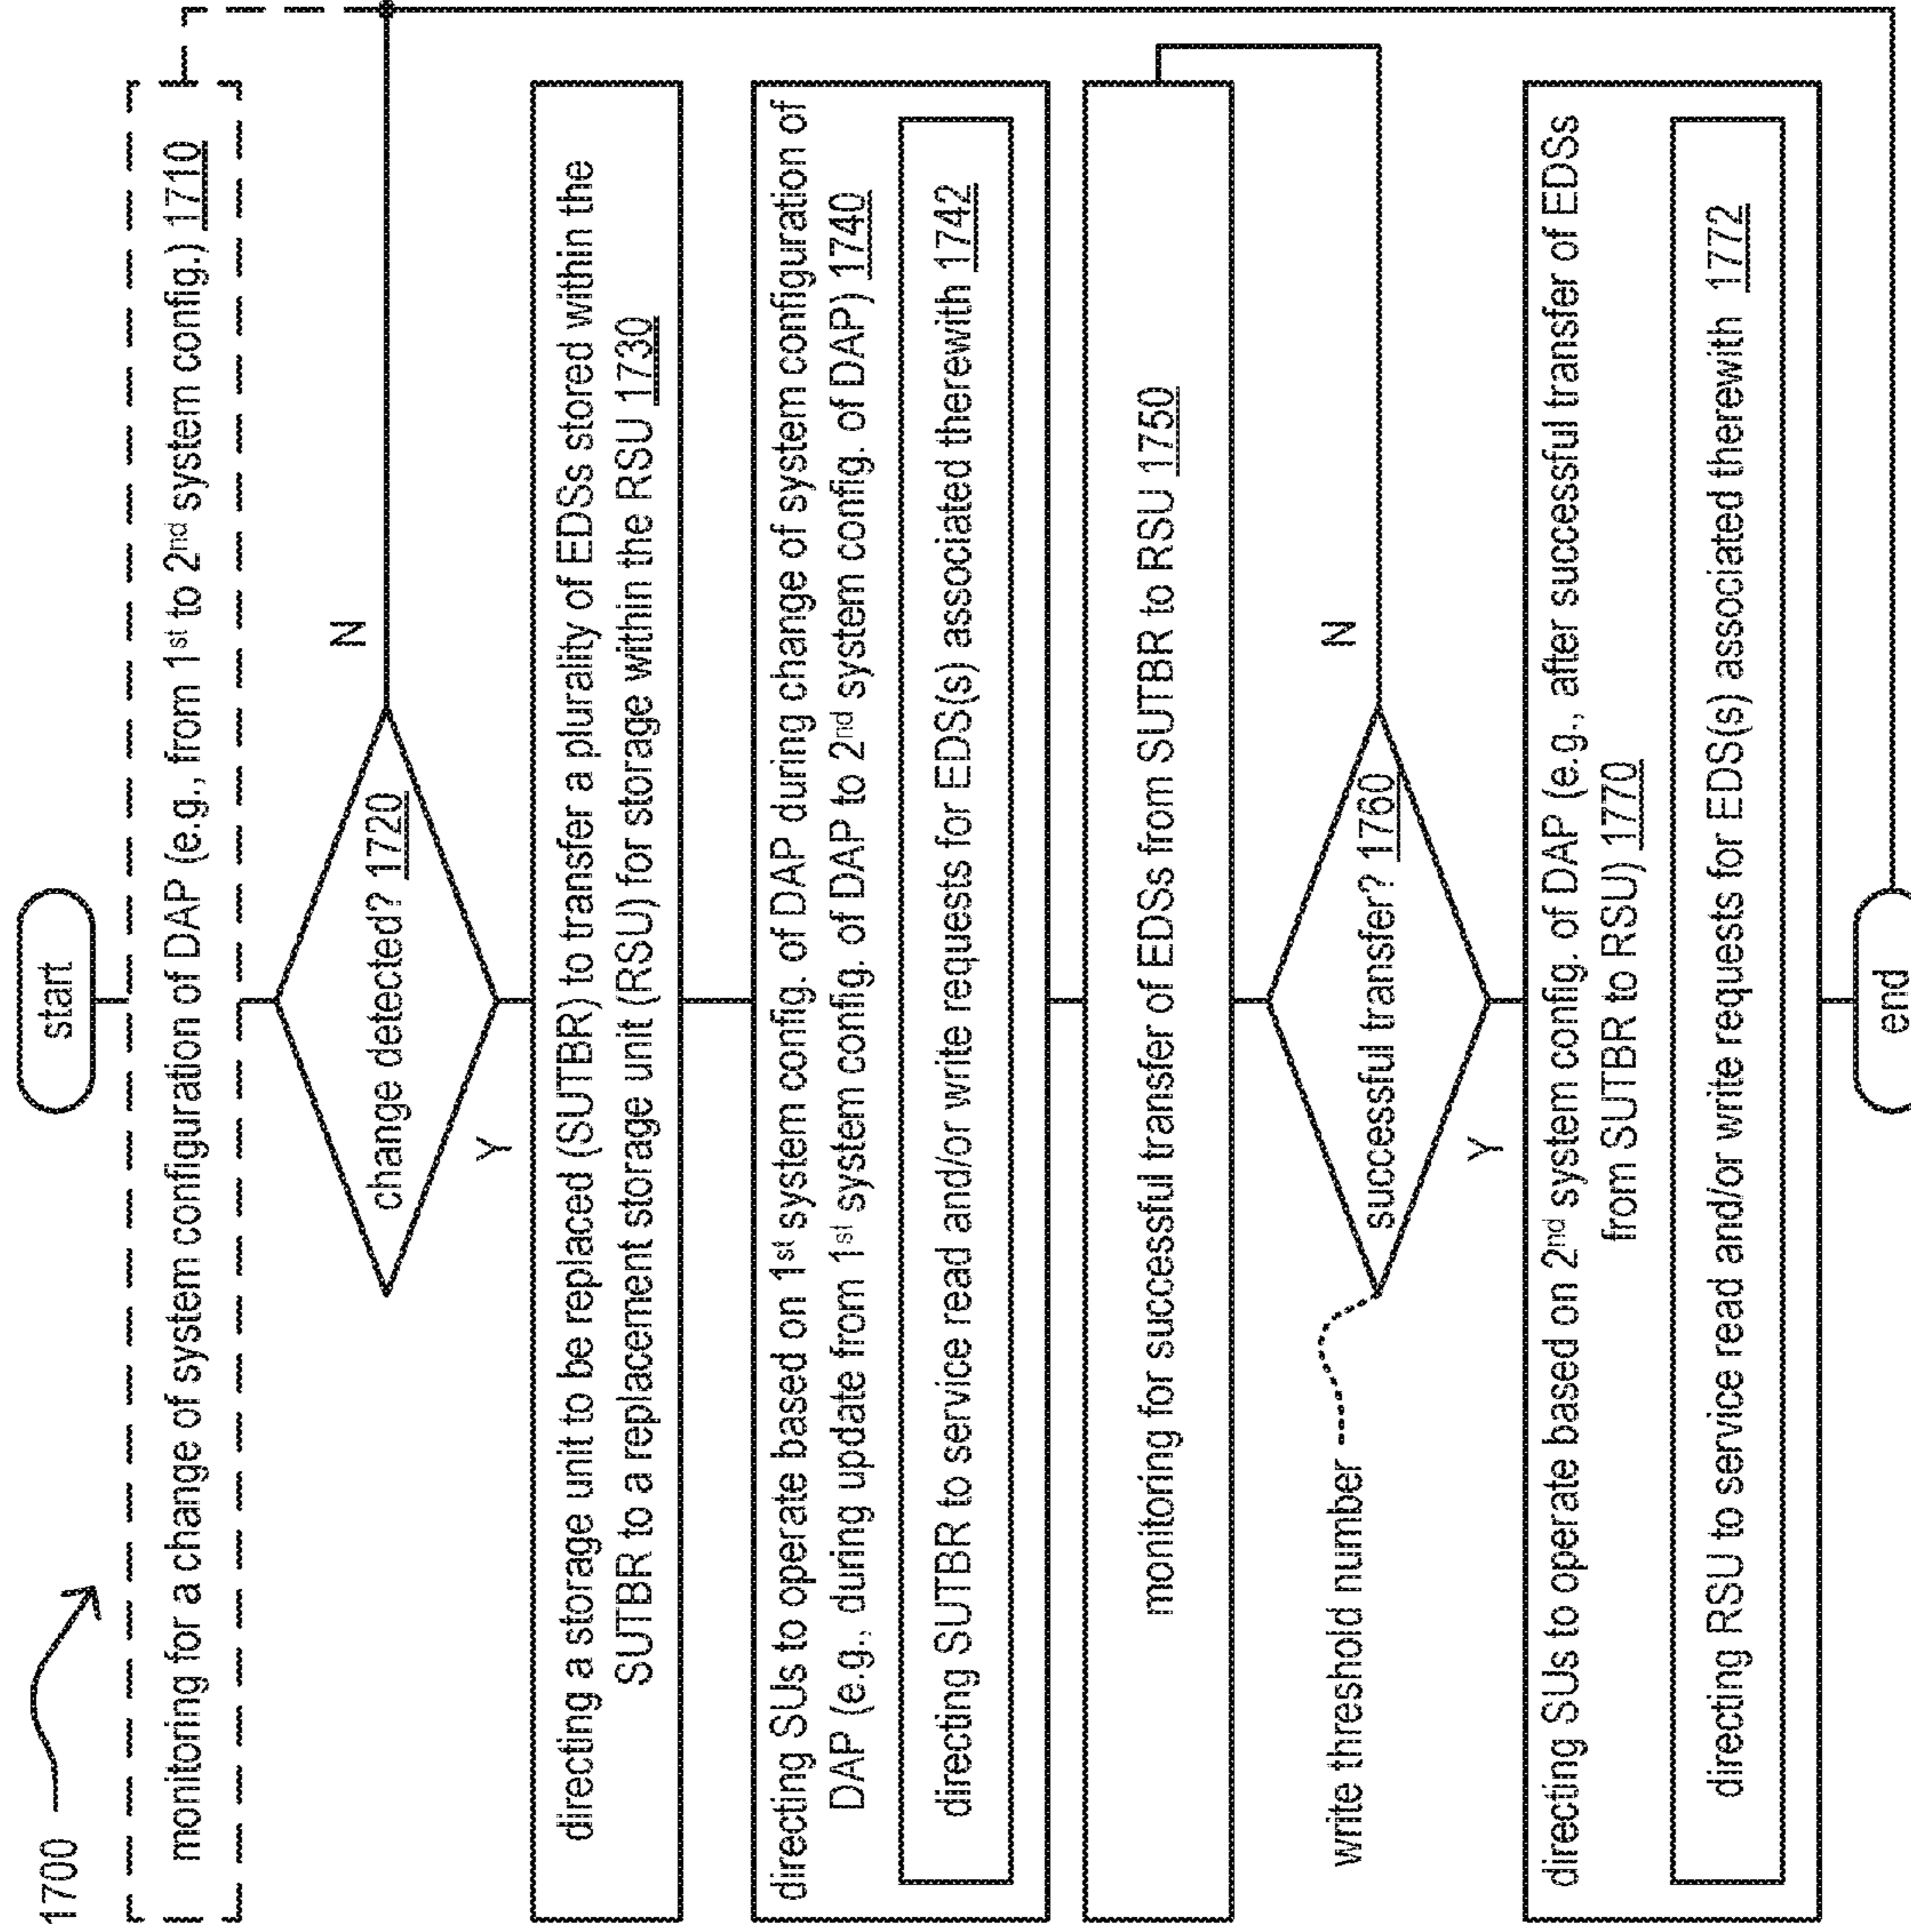 1700
start
monitoring for a change of system configuration of DAP (e.g., from 1st to 2nd system config.) 1710
change detected? 1720
N
Y
directing a storage unit to be replaced (SUTBR) to transfer a plurality of EDSs stored within the
SUTBR to a replacement storage unit (RSU) for storage within the RSU 1730
directing SUs to operate based on 1st system config. of DAP during change of system configuration of
DAP (e.g., during update from 1st system config. of DAP to 2nd system config. of DAP) 1740
directing SUTBR to service read and/or write requests for EDS(s) associated therewith 1742
monitoring for successful transfer of EDSs from SUTBR to RSU 1750
write threshold number
successful transfer? 1760
N
Y
directing SUs to operate based on 2nd system config. of DAP (e.g., after successful transfer of EDSs
from SUTBR to RSU) 1770
directing RSU to service read and/or write requests for EDS(s) associated therewith 1772
end